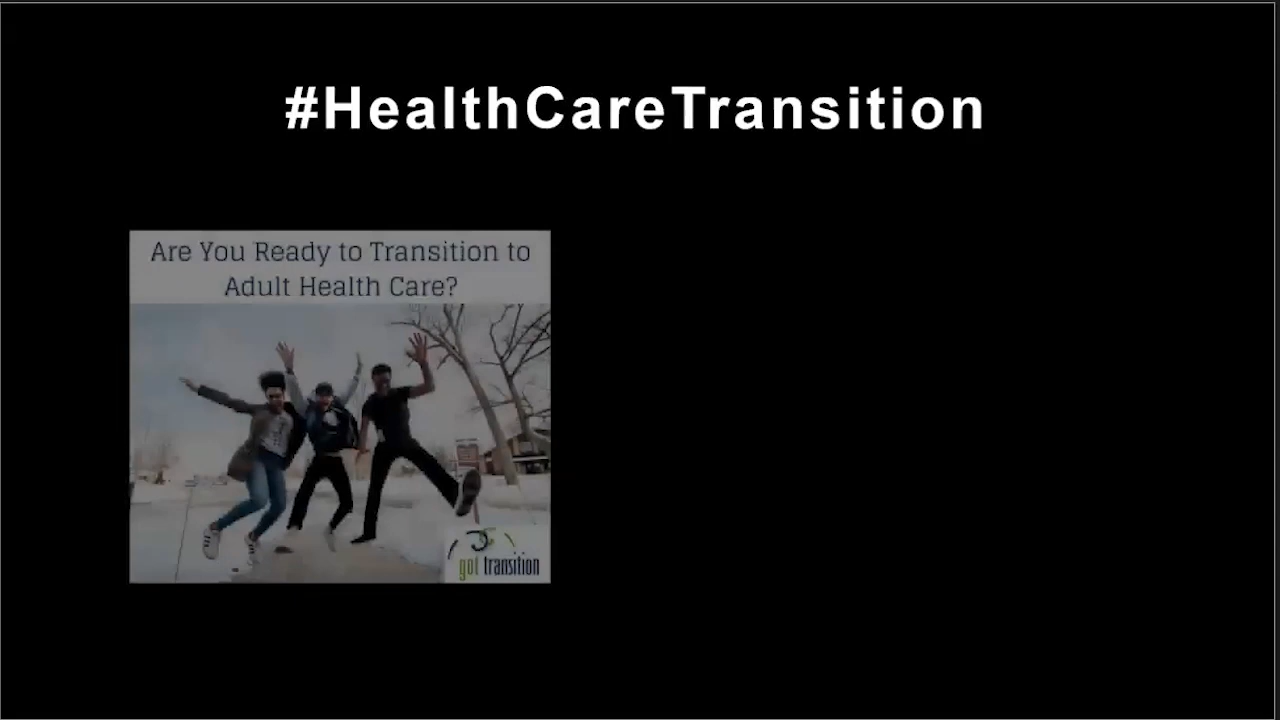 #HealthCareTransition
Are You Ready to Transition to
Adult Health Care?
got transition